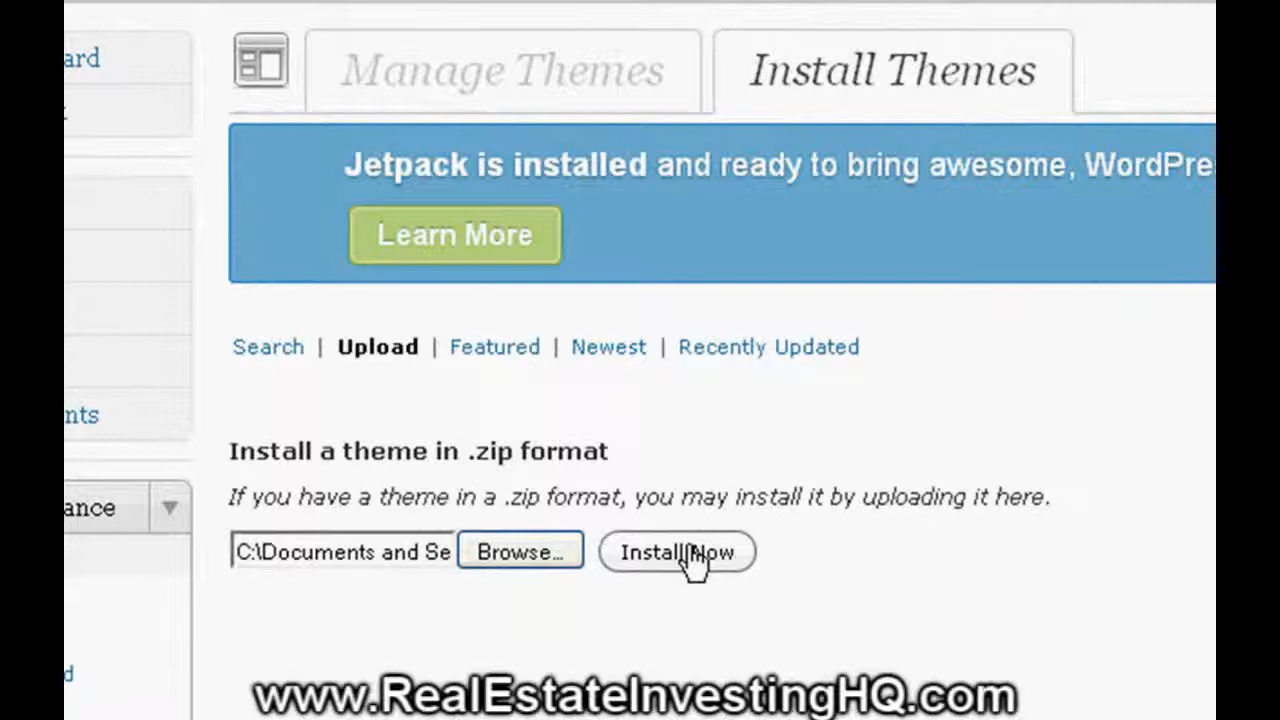 ard
Manage Themes
Install Themes
Jetpack is installed and ready to bring awesome, WordPre
Learn More
Search | Upload | Featured | Newest | Recently Updated
nts
Install a theme in .zip format
If you have a theme in a .zip format, you may install it by uploading it here.
ance
C:\Documents and Se Browse... Install Now
d
www.RealEstateInvestingHQ.com